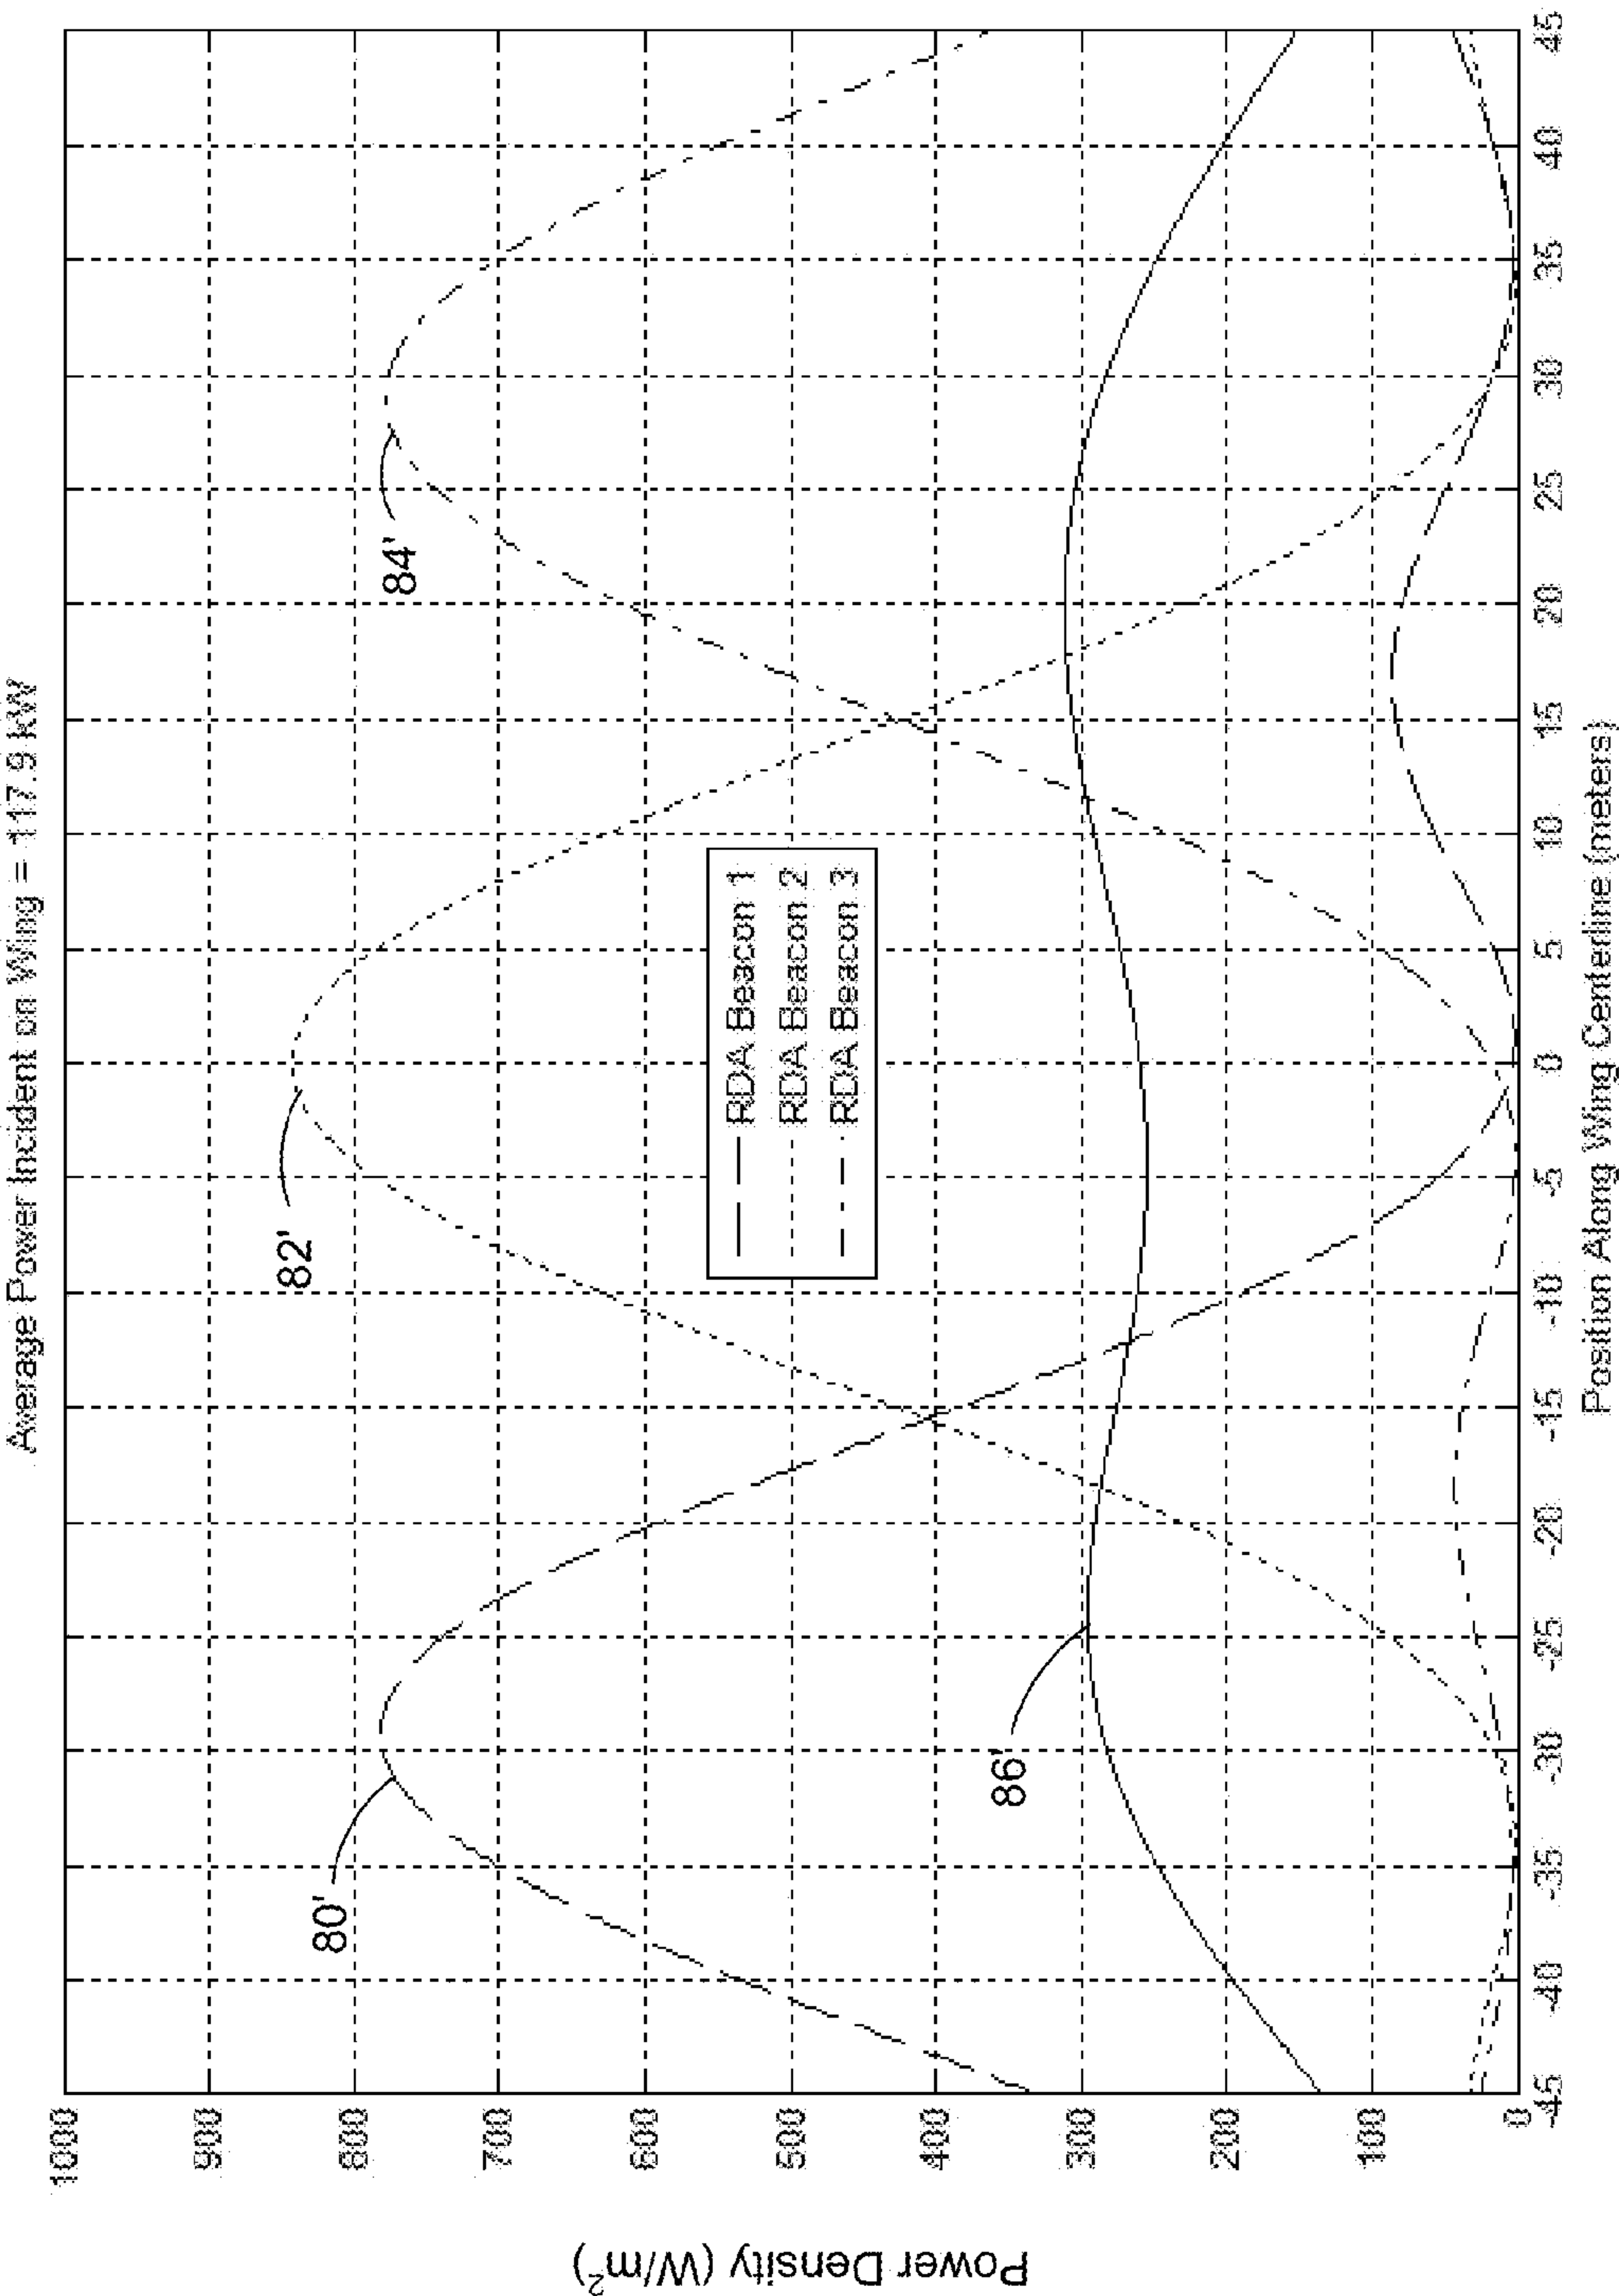 Average Power Incident on Wing = 117.9 kW
Power Density (W/m²)
1000
900
800
700
600
500
400
300
200
100
0
80'
82'
84'
86'
RDA Beacon 1
RDA Beacon 2
RDA Beacon 3
-45 -40 -35 -30 -25 -20 -15 -10 -5 0 5 10 15 20 25 30 35 40 45
Position Along Wing Centerline (meters)